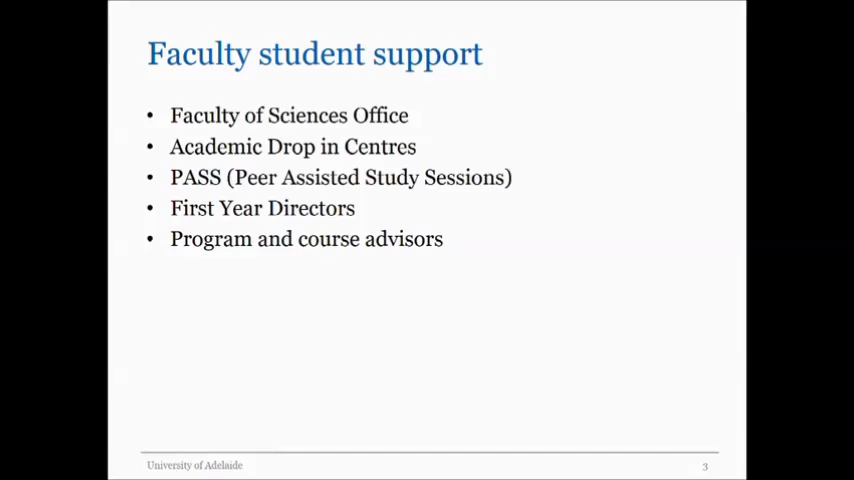 Faculty student support
• Faculty of Sciences Office
• Academic Drop in Centres
• PASS (Peer Assisted Study Sessions)
• First Year Directors
• Program and course advisors
University of Adelaide
3